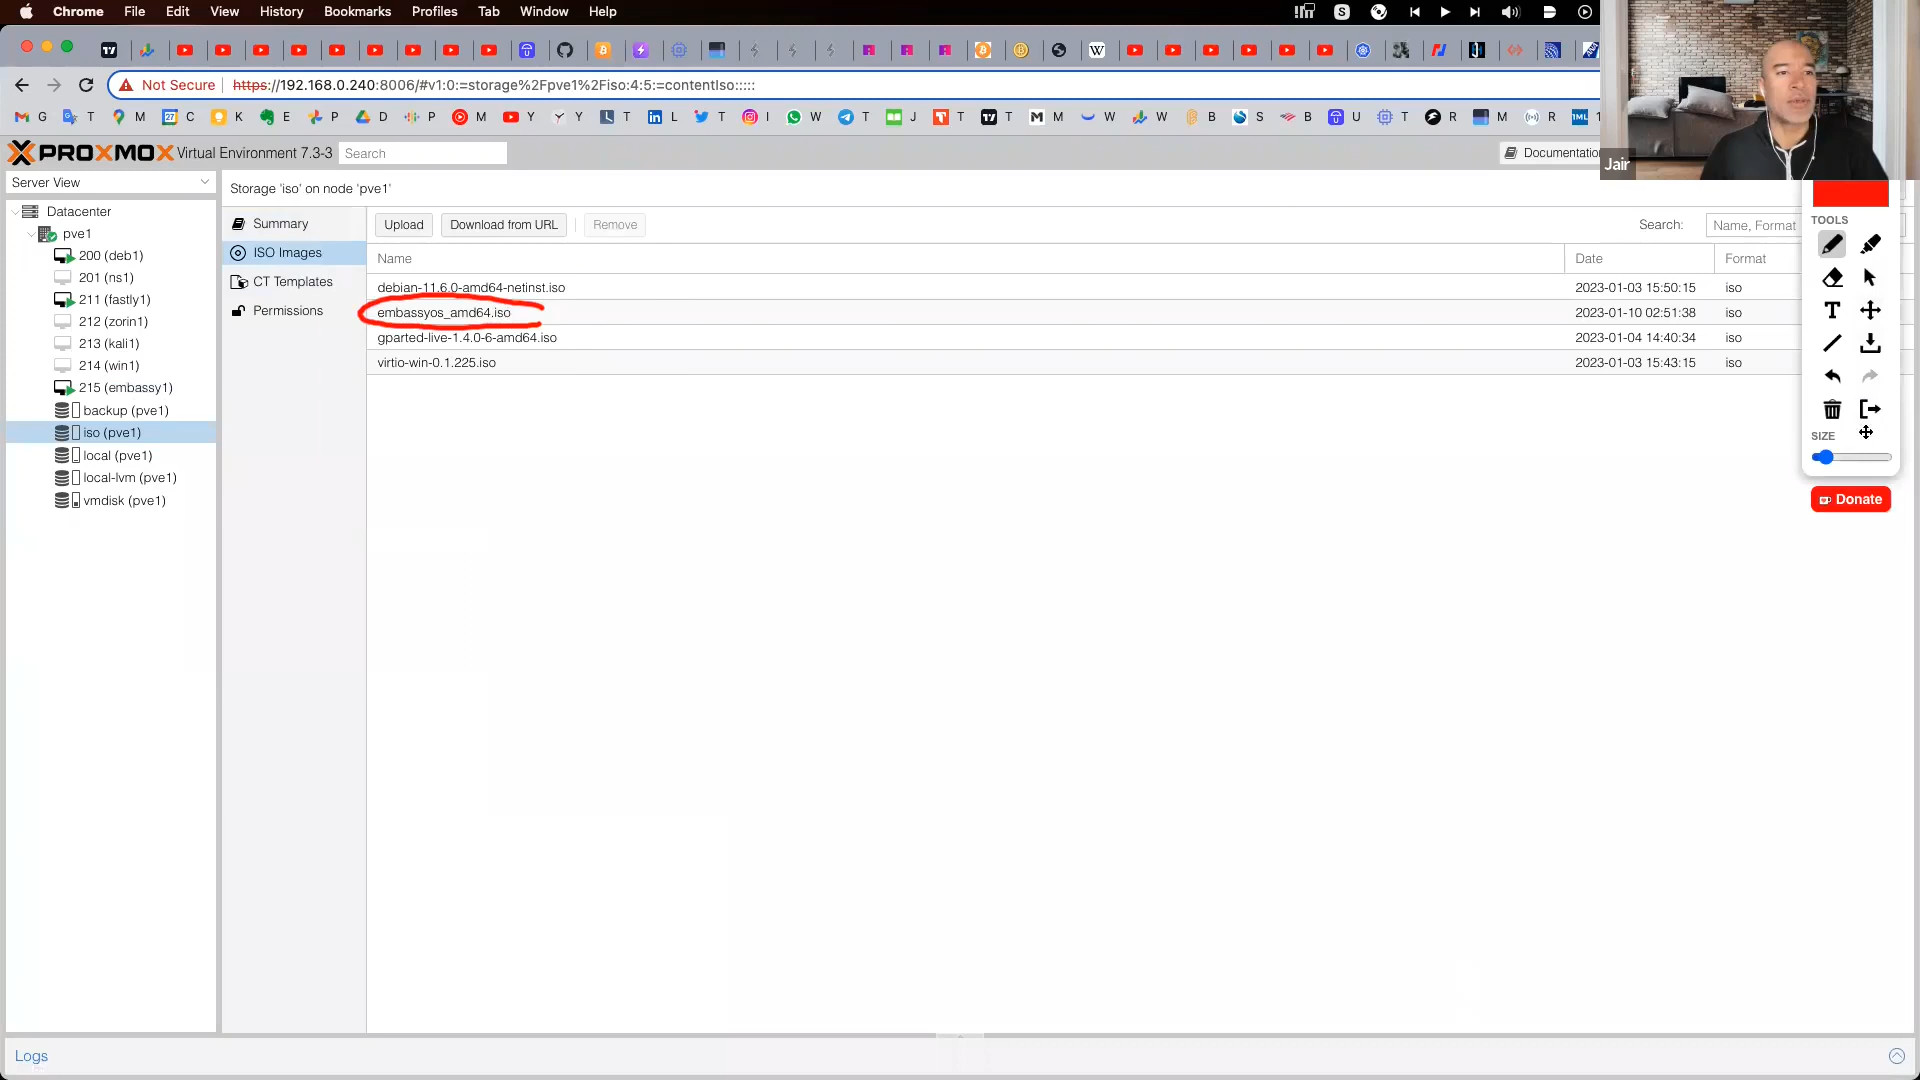 Chrome File Edit View History Bookmarks Profiles Tab Window Help
Not Secure https://192.168.0.240:8006/#v1:0:=storage%2Fpve1%2Fiso:4:5:=contentIso:::::
G T M C K E P D P M Y Y T L T I W T J T T M W W B S B U T R M R 1ML 1
PROXMOX Virtual Environment 7.3-3 Search Documentation
Jair
Server View
Storage 'iso' on node 'pve1'
Datacenter
pve1
200 (deb1)
201 (ns1)
211 (fastly1)
212 (zorin1)
213 (kali1)
214 (win1)
215 (embassy1)
backup (pve1)
iso (pve1)
local (pve1)
local-lvm (pve1)
vmdisk (pve1)
Summary
ISO Images
CT Templates
Permissions
Upload Download from URL Remove Search: Name, Format
Name Date Format
debian-11.6.0-amd64-netinst.iso 2023-01-03 15:50:15 iso
embassyos_amd64.iso 2023-01-10 02:51:38 iso
gparted-live-1.4.0-6-amd64.iso 2023-01-04 14:40:34 iso
virtio-win-0.1.225.iso 2023-01-03 15:43:15 iso
TOOLS
T
SIZE
Donate
Logs